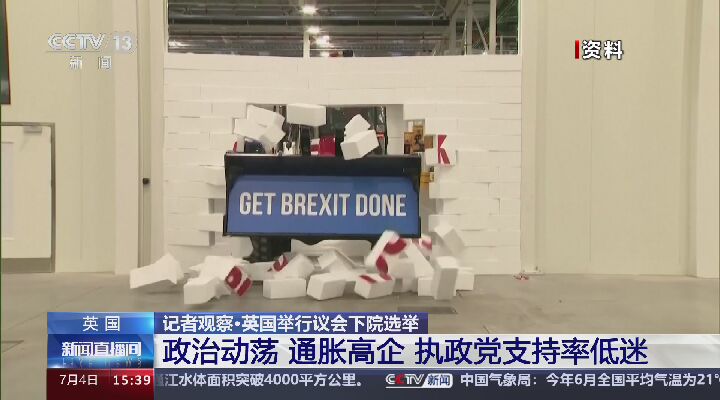 CCTV 13
新闻
资料
K
GET BREXIT DONE
英国
记者观察·英国举行议会下院选举
新闻直播间
政治动荡 通胀高企 执政党支持率低迷
7月4日 15:39
江水体面积突破4000平方公里。 CCTV 新闻 中国气象局：今年6月全国平均气温为21°